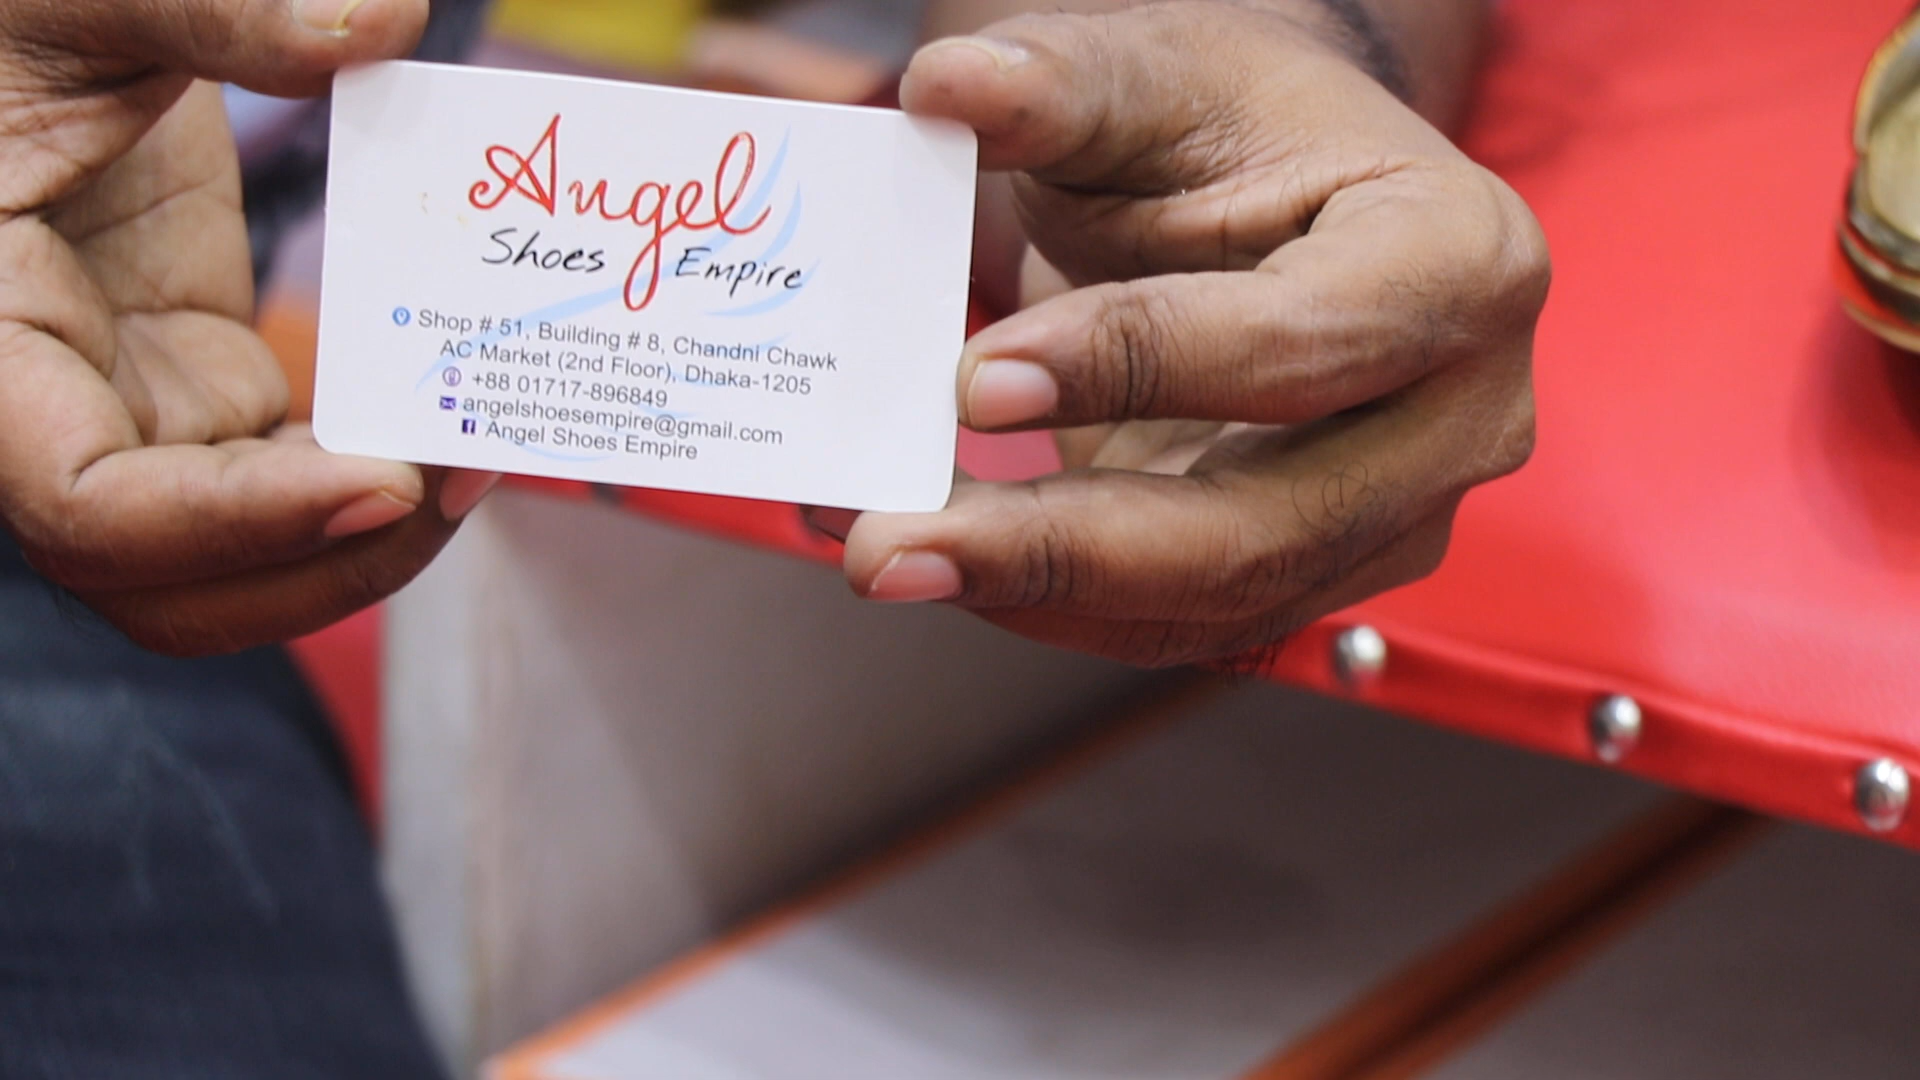 Angel
Shoes Empire
Shop # 51, Building # 8, Chandni Chawk
AC Market (2nd Floor), Dhaka-1205
+88 01717-896849
angelshoesempire@gmail.com
Angel Shoes Empire